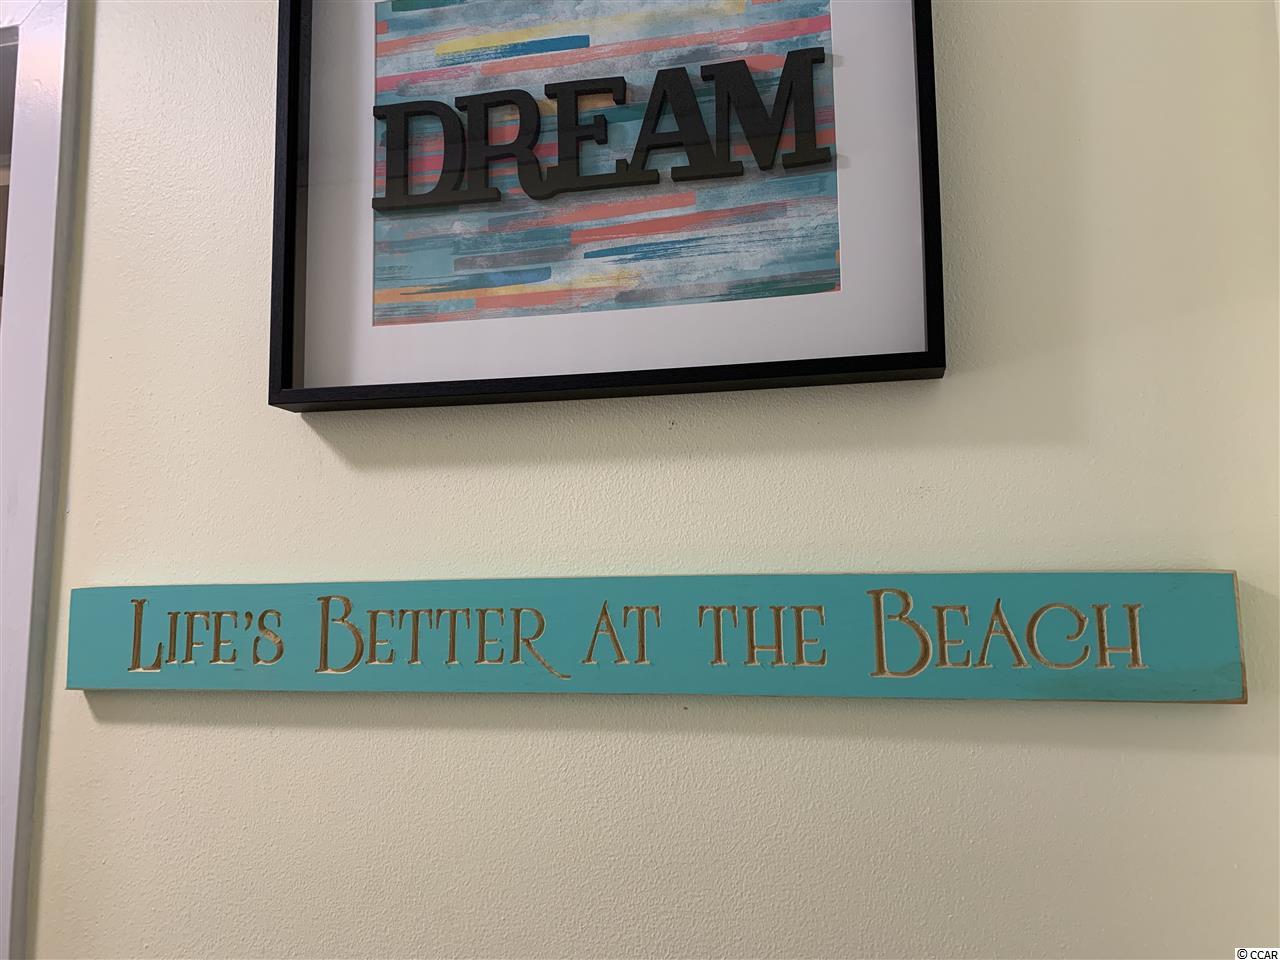 DREAM
LIFE'S BETTER AT THE BEACH
© CCAR